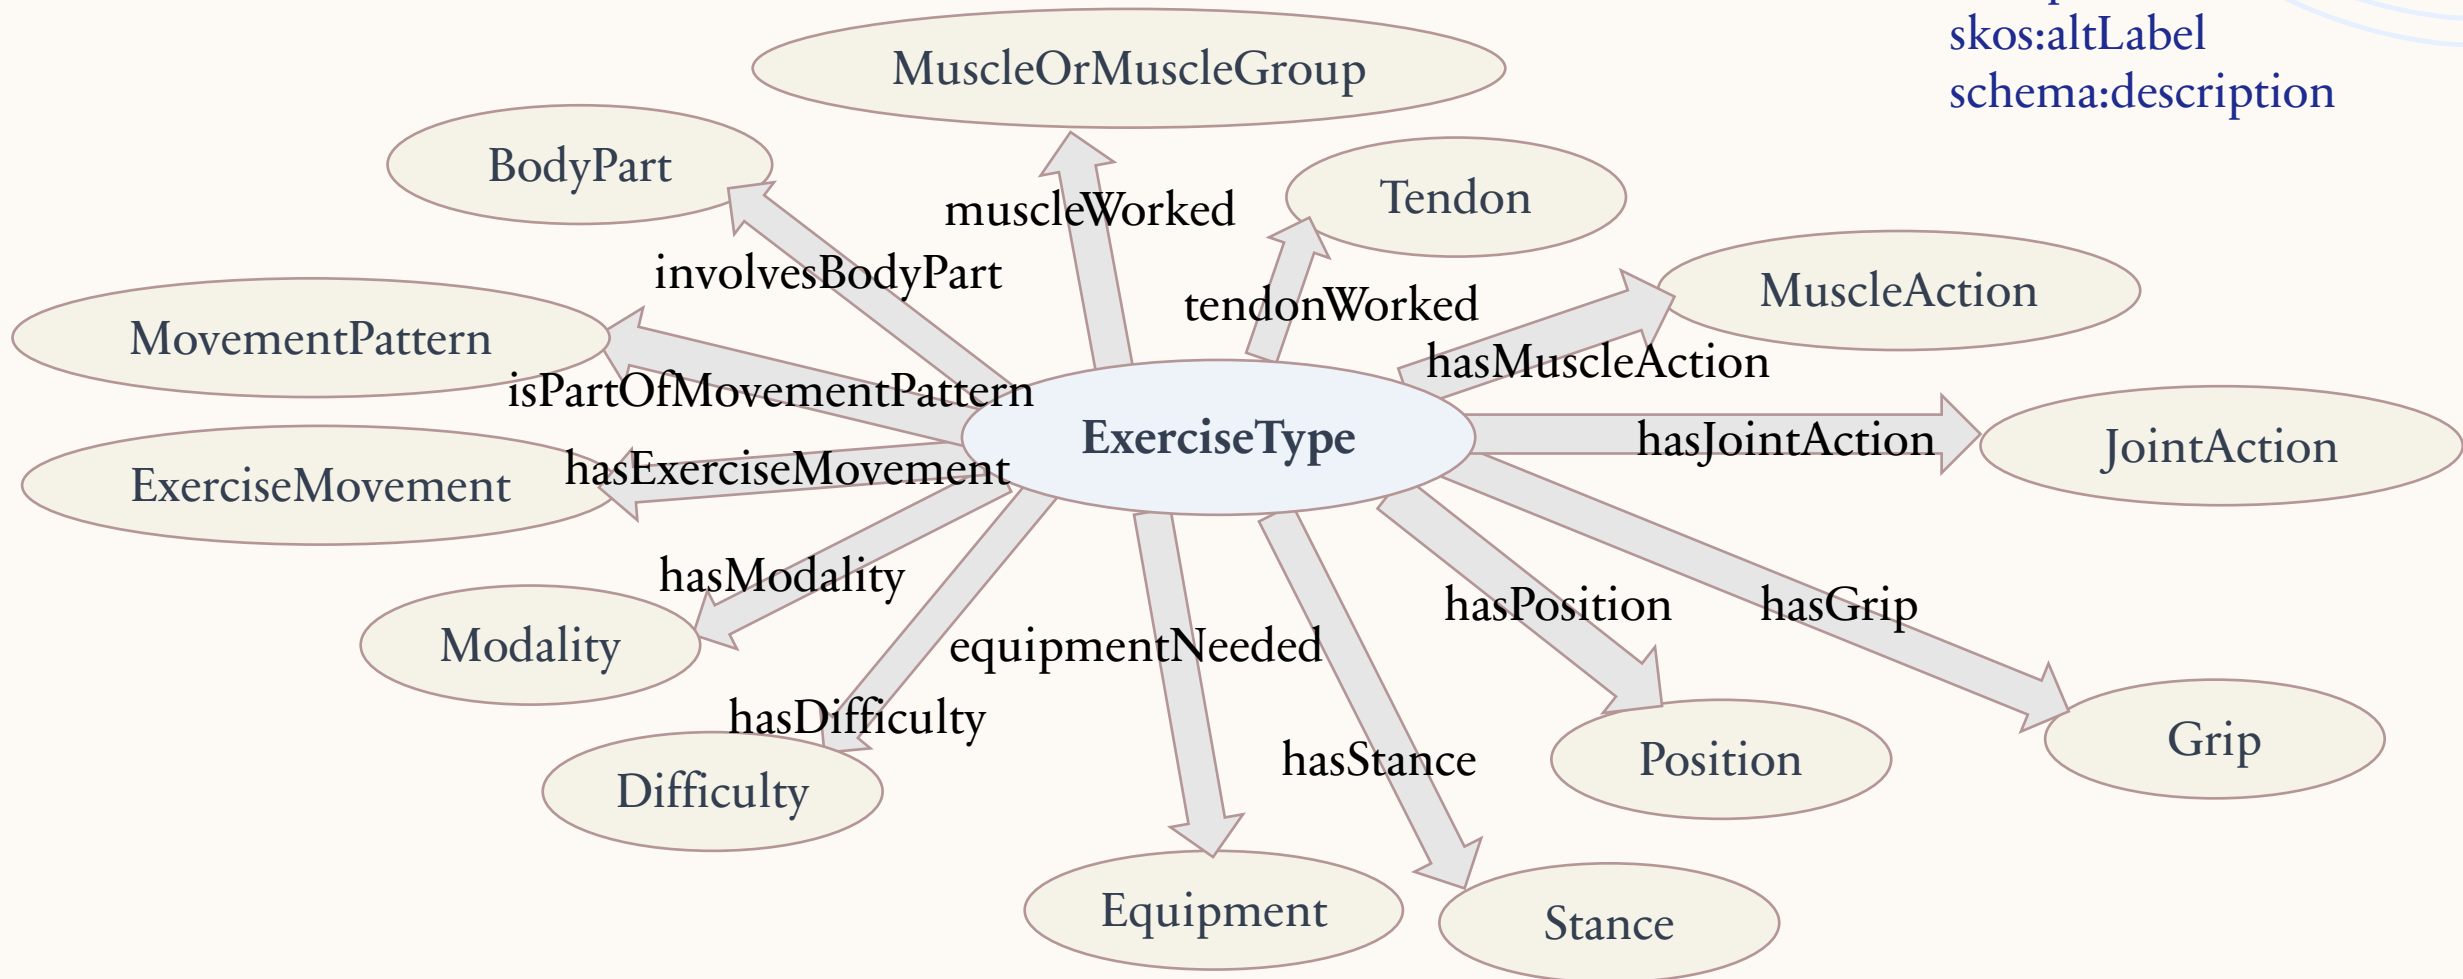 skos:altLabel
schema:description
MuscleOrMuscleGroup
BodyPart
Tendon
muscleWorked
involvesBodyPart
tendonWorked
MuscleAction
MovementPattern
hasMuscleAction
isPartOfMovementPattern
ExerciseType
hasJointAction
JointAction
hasExerciseMovement
ExerciseMovement
hasModality
hasPosition
hasGrip
Modality
equipmentNeeded
hasDifficulty
Grip
hasStance
Position
Difficulty
Equipment
Stance